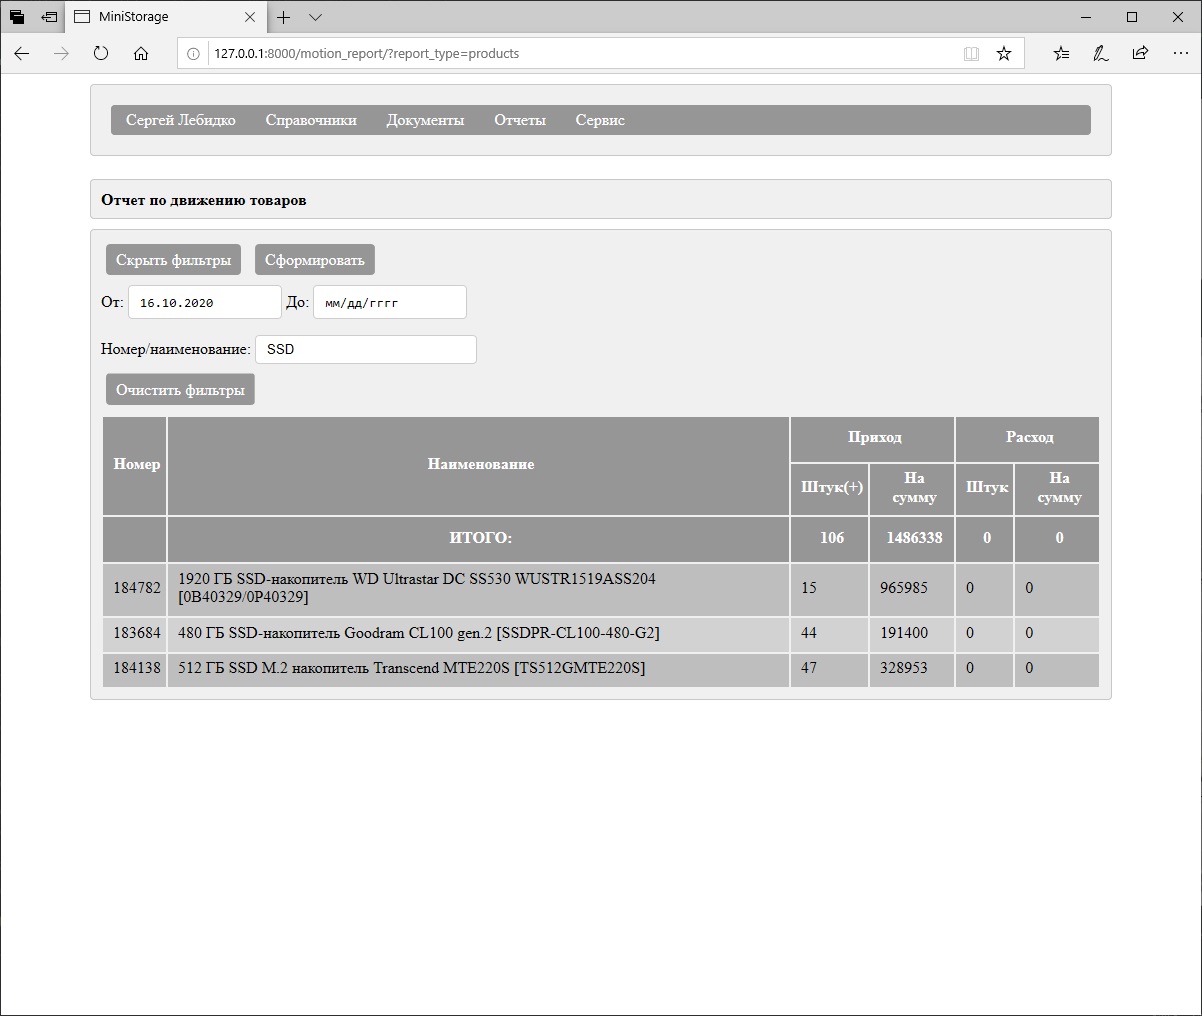 MiniStorage
127.0.0.1:8000/motion_report/?report_type=products
Сергей Лебидко Справочники Документы Отчеты Сервис
Отчет по движению товаров
Скрыть фильтры Сформировать
От: 16.10.2020 До: мм/дд/гггг
Номер/наименование: SSD
Очистить фильтры
Номер Наименование Приход Расход
Штук(+) На сумму Штук На сумму
ИТОГО: 106 1486338 0 0
184782 1920 ГБ SSD-накопитель WD Ultrastar DC SS530 WUSTR1519ASS204
[0B40329/0P40329] 15 965985 0 0
183684 480 ГБ SSD-накопитель Goodram CL100 gen.2 [SSDPR-CL100-480-G2] 44 191400 0 0
184138 512 ГБ SSD M.2 накопитель Transcend MTE220S [TS512GMTE220S] 47 328953 0 0